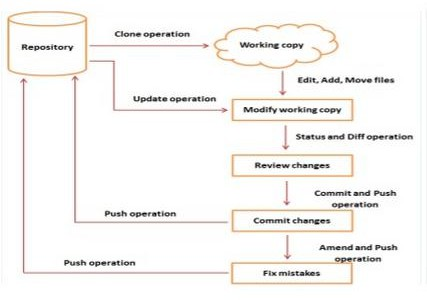 Clone operation
Repository
Working copy
Edit, Add, Move files
Update operation
Modify working copy
Status and Diff operation
Review changes
Commit and Push
operation
Push operation
Commit changes
Amend and Push
operation
Push operation
Fix mistakes